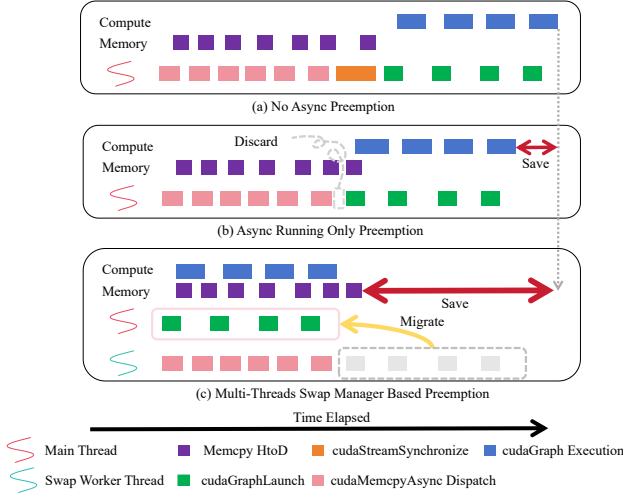 Compute
Memory
(a) No Async Preemption
Discard
Compute
Memory
Save
(b) Async Running Only Preemption
Compute
Memory
Save
Migrate
(c) Multi-Threads Swap Manager Based Preemption
Time Elapsed
Main Thread Memcpy HtoD cudaStreamSynchronize cudaGraph Execution
Swap Worker Thread cudaGraphLaunch cudaMemcpyAsync Dispatch